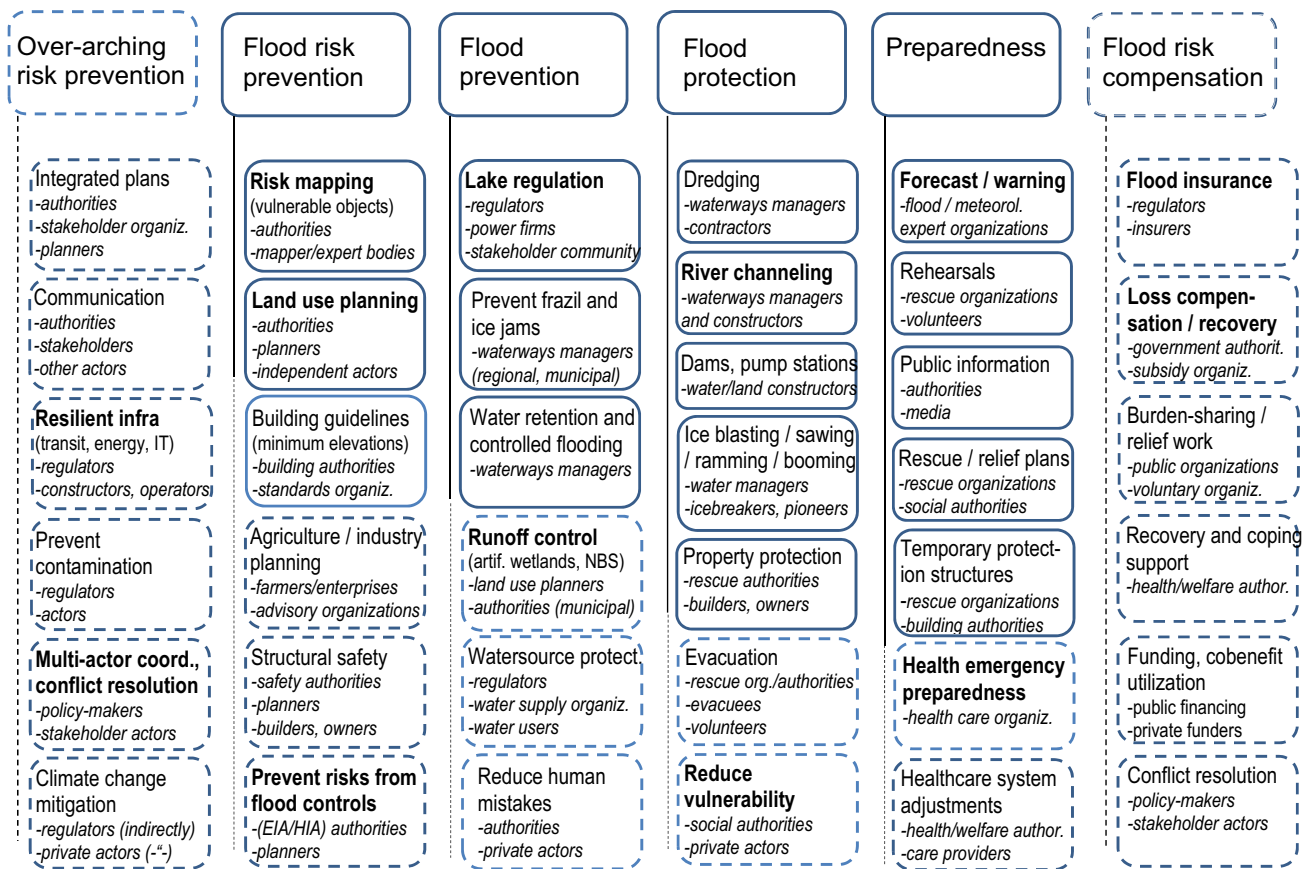 Over-arching
risk prevention
Integrated plans
-authorities
-stakeholder organiz.
-planners
Communication
-authorities
-stakeholders
-other actors
Resilient infra
(transit, energy, IT)
-regulators
-constructors, operators
Prevent
contamination
-regulators
-actors
Multi-actor coord.,
conflict resolution
-policy-makers
-stakeholder actors
Climate change
mitigation
-regulators (indirectly)
-private actors (-“-)
Flood risk
prevention
Risk mapping
(vulnerable objects)
-authorities
-mapper/expert bodies
Land use planning
-authorities
-planners
-independent actors
Building guidelines
(minimum elevations)
-building authorities
-standards organiz.
Agriculture / industry
planning
-farmers/enterprises
-advisory organizations
Structural safety
-safety authorities
-planners
-builders, owners
Prevent risks from
flood controls
-(EIA/HIA) authorities
-planners
Flood
prevention
Lake regulation
-regulators
-power firms
-stakeholder community
Prevent frazil and
ice jams
-waterways managers
(regional, municipal)
Water retention and
controlled flooding
-waterways managers
Runoff control
(artif. wetlands, NBS)
-land use planners
-authorities (municipal)
Watersource protect.
-regulators
-water supply organiz.
-water users
Reduce human
mistakes
-authorities
-private actors
Flood
protection
Dredging
-waterways managers
-contractors
River channeling
-waterways managers
and constructors
Dams, pump stations
-water/land constructors
Ice blasting / sawing
/ ramming / booming
-water managers
-icebreakers, pioneers
Property protection
-rescue authorities
-builders, owners
Evacuation
-rescue org./authorities
-evacuees
-volunteers
Reduce
vulnerability
-social authorities
-private actors
Preparedness
Forecast / warning
-flood / meteorol.
expert organizations
Rehearsals
-rescue organizations
-volunteers
Public information
-authorities
-media
Rescue / relief plans
-rescue organizations
-social authorities
Temporary protect-
ion structures
-rescue organizations
-building authorities
Health emergency
preparedness
-health care organiz.
Healthcare system
adjustments
-health/welfare author.
-care providers
Flood risk
compensation
Flood insurance
-regulators
-insurers
Loss compen-
sation / recovery
-government authorit.
-subsidy organiz.
Burden-sharing /
relief work
-public organizations
-voluntary organiz.
Recovery and coping
support
-health/welfare author.
Funding, cobenefit
utilization
-public financing
-private funders
Conflict resolution
-policy-makers
-stakeholder actors